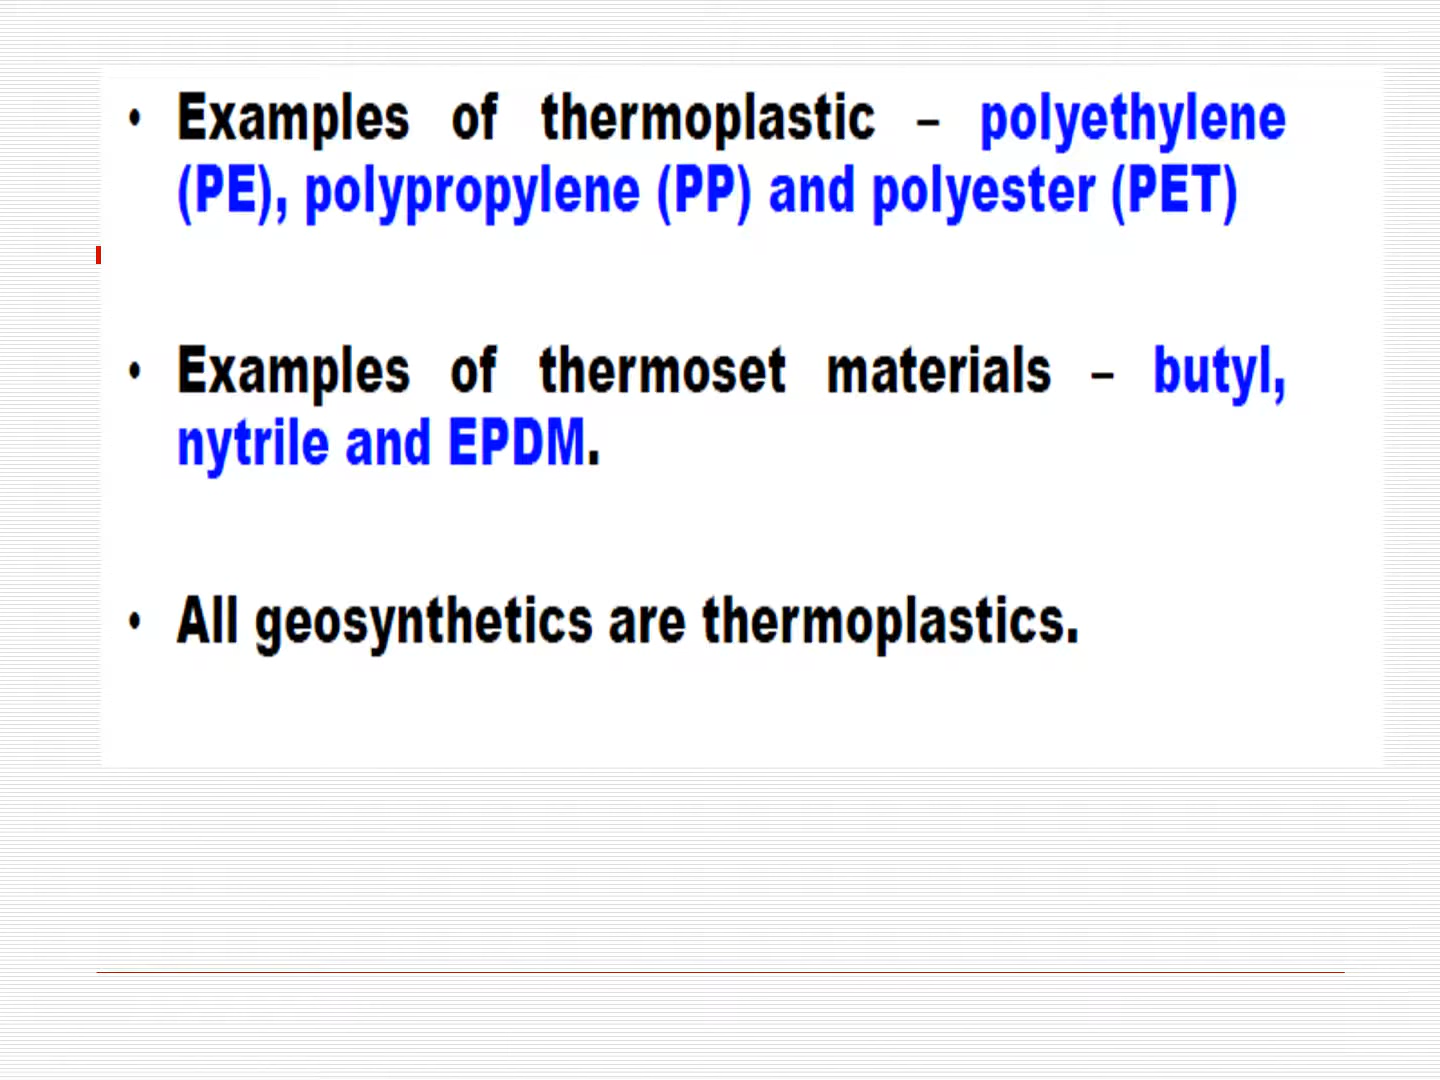 • Examples of thermoplastic – polyethylene
(PE), polypropylene (PP) and polyester (PET)
• Examples of thermoset materials – butyl,
nytrile and EPDM.
• All geosynthetics are thermoplastics.